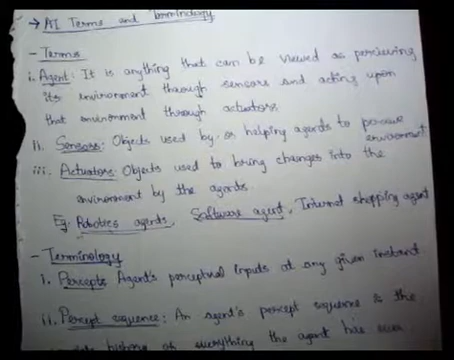 → AI Terms and Terminology
- Terms
i. Agent: It is anything that can be viewed as perceiving
its environment through sensors and acting upon
that environment through actuators.
ii. Sensors: Objects used by or helping agents to perceive
environment
iii. Actuators: Objects used to bring changes into the
environment by the agents.
Eg: Robotics agents, Software agent, Internet shopping agent
- Terminology
i. Percepts Agent's perceptual inputs at any given instant
ii. Percept sequence: An agent's percept sequence is the
history of everything the agent has ever